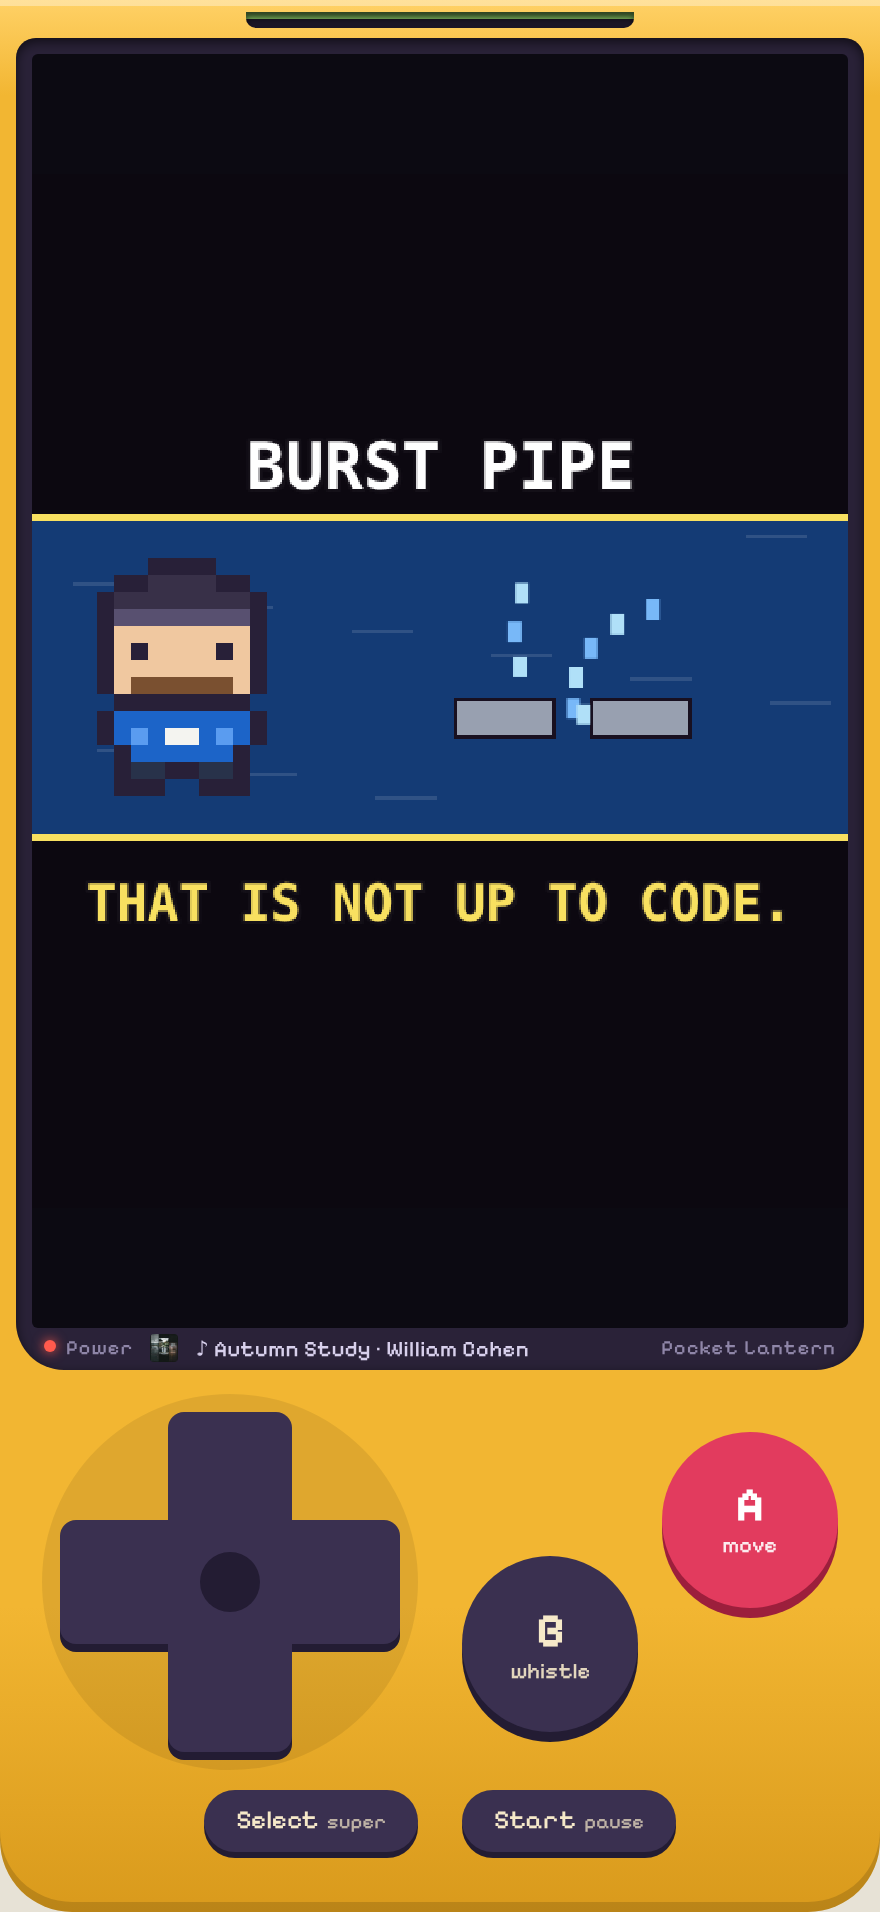 BURST PIPE
THAT IS NOT UP TO CODE.
Power ♪ Autumn Study · William Cohen Pocket Lantern
A
move
B
whistle
Select super Start pause